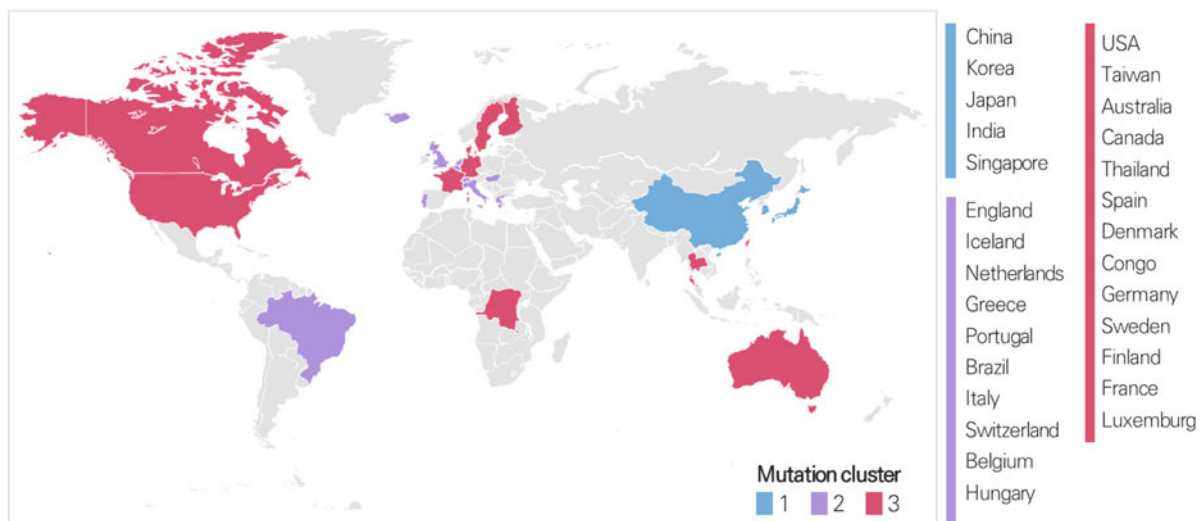 China
Korea
Japan
India
Singapore
England
Iceland
Netherlands
Greece
Portugal
Brazil
Italy
Switzerland
Belgium
Hungary
USA
Taiwan
Australia
Canada
Thailand
Spain
Denmark
Congo
Germany
Sweden
Finland
France
Luxemburg
Mutation cluster
1 2 3